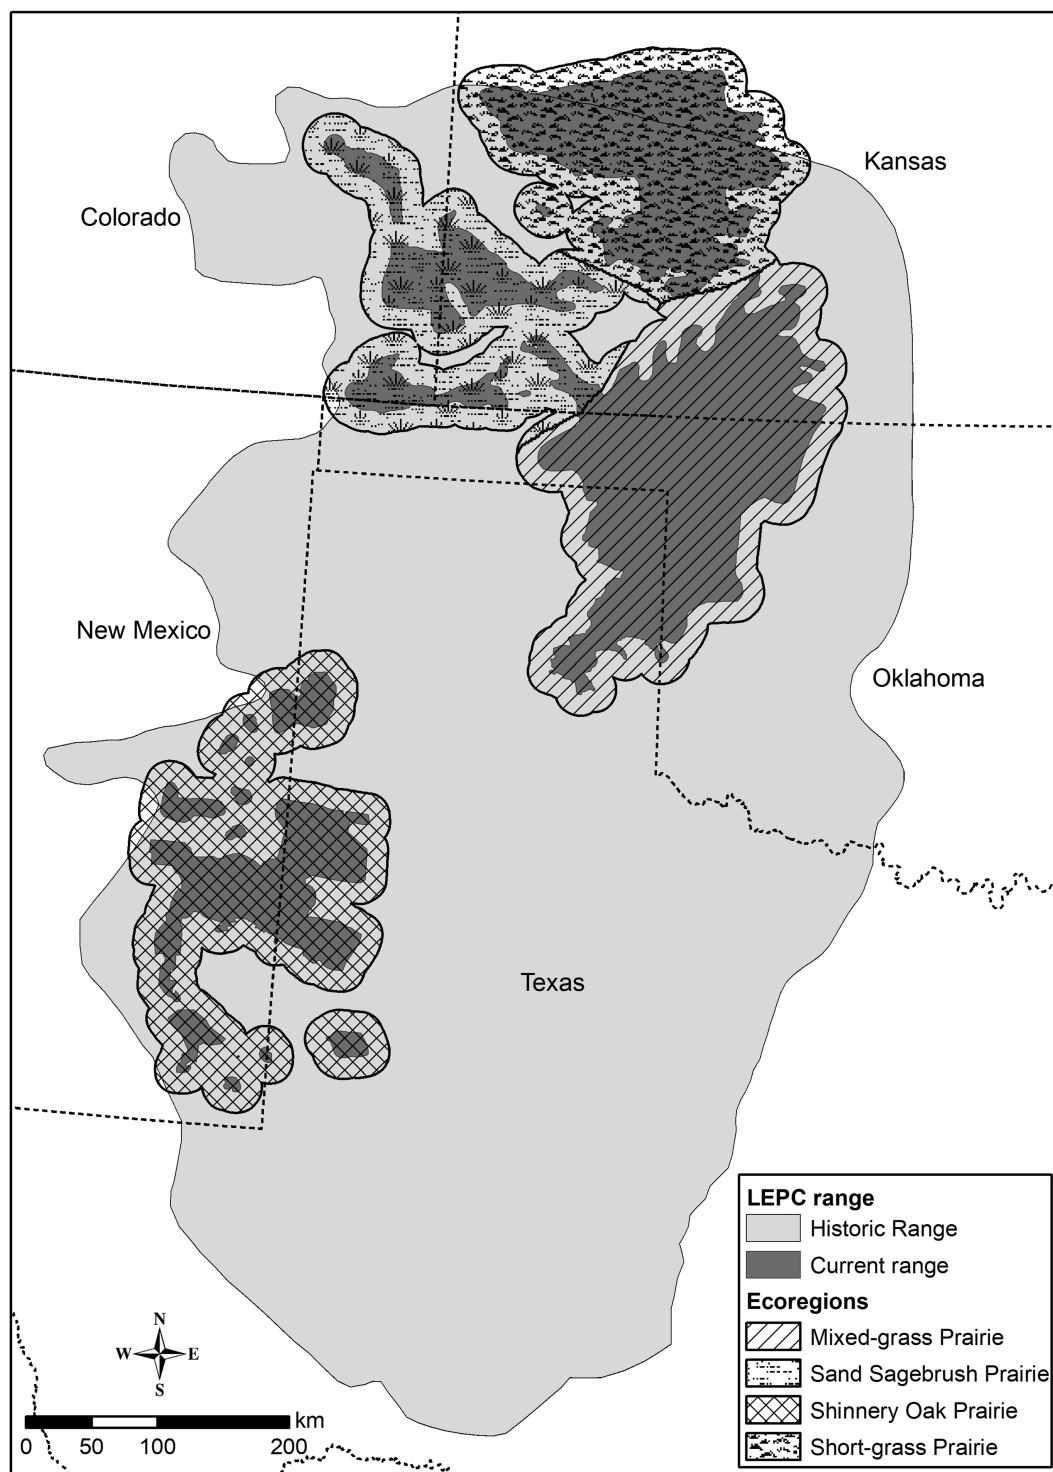 Kansas
Colorado
New Mexico
Oklahoma
Texas
LEPC range
Historic Range
Current range
Ecoregions
Mixed-grass Prairie
Sand Sagebrush Prairie
Shinnery Oak Prairie
Short-grass Prairie
N
W E
S
km
0 50 100 200